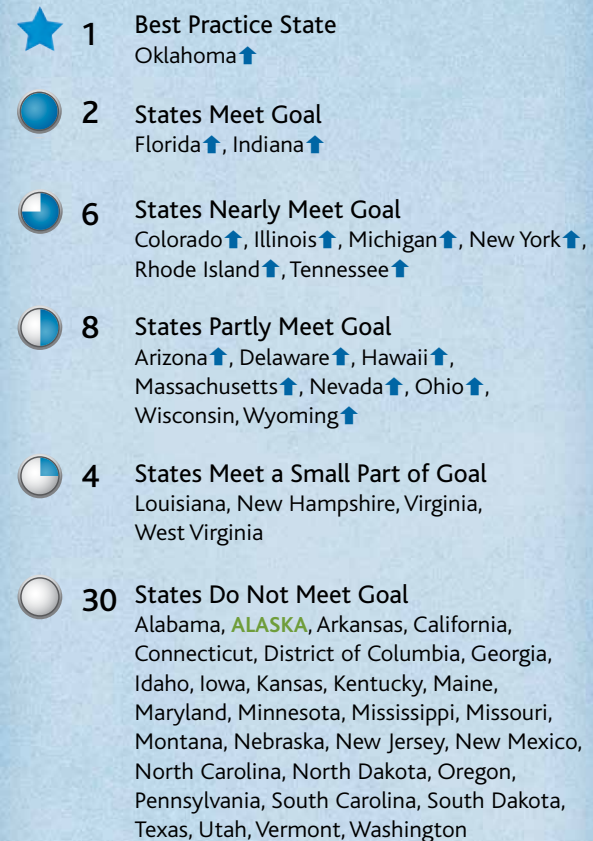 1 Best Practice State
Oklahoma⬆
2 States Meet Goal
Florida⬆, Indiana⬆
6 States Nearly Meet Goal
Colorado⬆, Illinois⬆, Michigan⬆, New York⬆,
Rhode Island⬆, Tennessee⬆
8 States Partly Meet Goal
Arizona⬆, Delaware⬆, Hawaii⬆,
Massachusetts⬆, Nevada⬆, Ohio⬆,
Wisconsin, Wyoming⬆
4 States Meet a Small Part of Goal
Louisiana, New Hampshire, Virginia,
West Virginia
30 States Do Not Meet Goal
Alabama, ALASKA, Arkansas, California,
Connecticut, District of Columbia, Georgia,
Idaho, Iowa, Kansas, Kentucky, Maine,
Maryland, Minnesota, Mississippi, Missouri,
Montana, Nebraska, New Jersey, New Mexico,
North Carolina, North Dakota, Oregon,
Pennsylvania, South Carolina, South Dakota,
Texas, Utah, Vermont, Washington